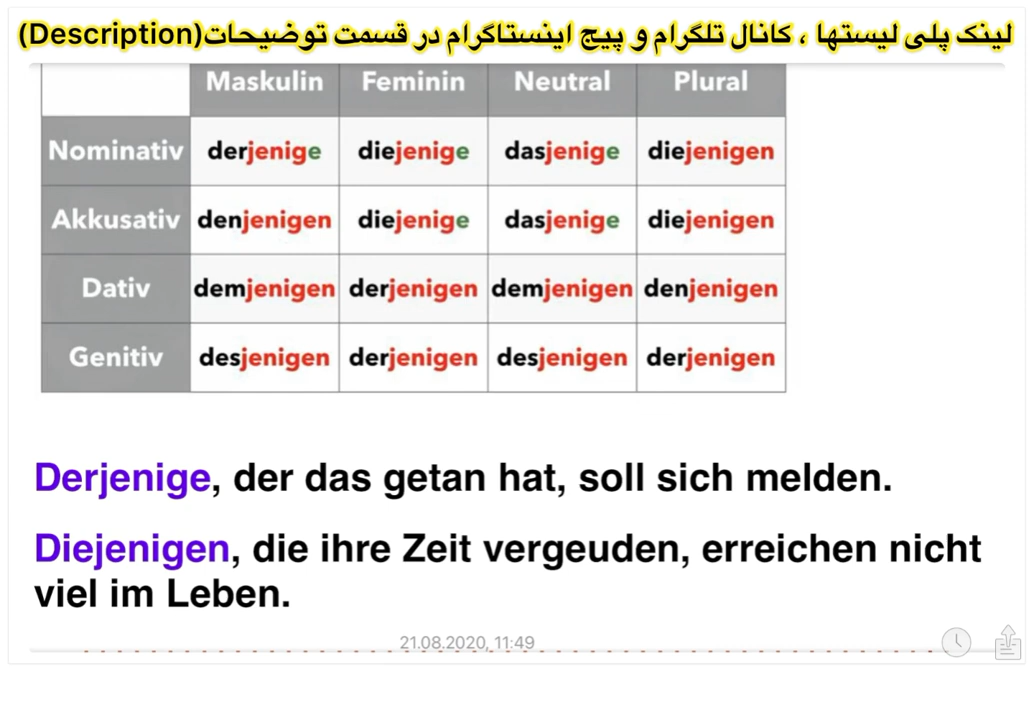 لینک پلی لیستها ، کانال تلگرام و پیج اینستاگرام در قسمت توضیحات(Description)
Maskulin Feminin Neutral Plural
Nominativ derjenige diejenige dasjenige diejenigen
Akkusativ denjenigen diejenige dasjenige diejenigen
Dativ demjenigen derjenigen demjenigen denjenigen
Genitiv desjenigen derjenigen desjenigen derjenigen
Derjenige, der das getan hat, soll sich melden.
Diejenigen, die ihre Zeit vergeuden, erreichen nicht
viel im Leben.
21.08.2020, 11:49